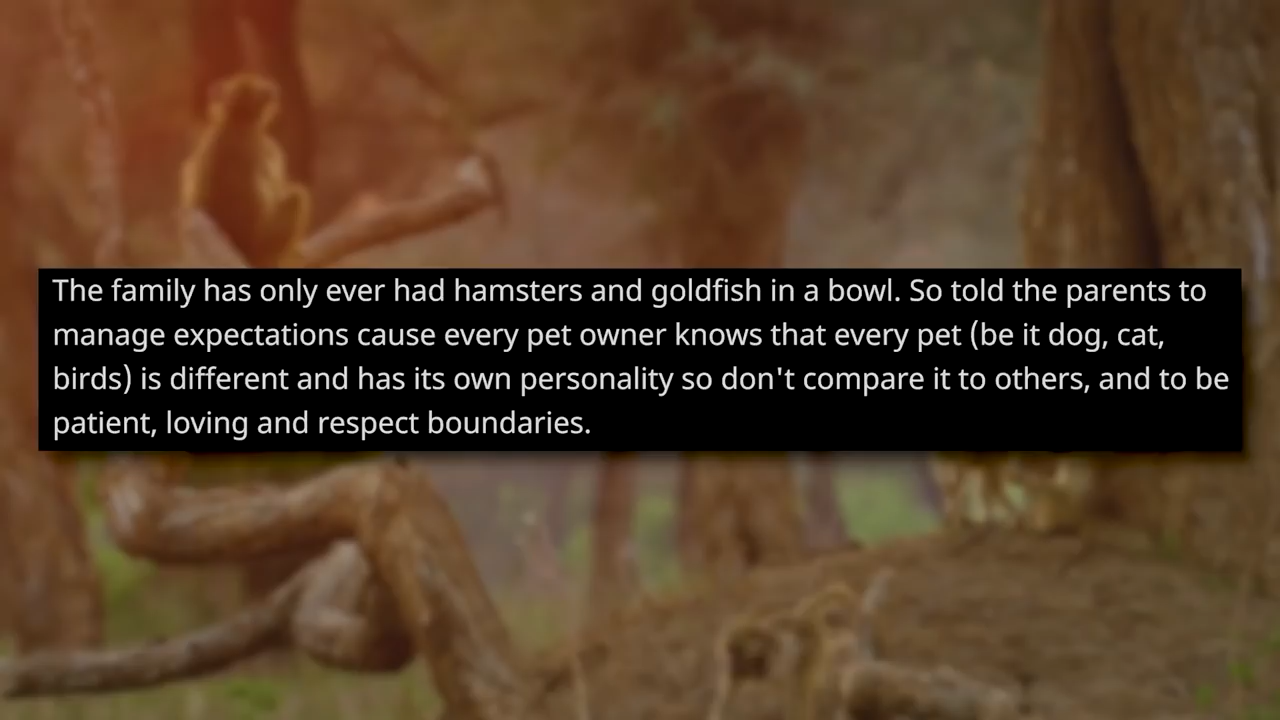 The family has only ever had hamsters and goldfish in a bowl. So told the parents to
manage expectations cause every pet owner knows that every pet (be it dog, cat,
birds) is different and has its own personality so don't compare it to others, and to be
patient, loving and respect boundaries.